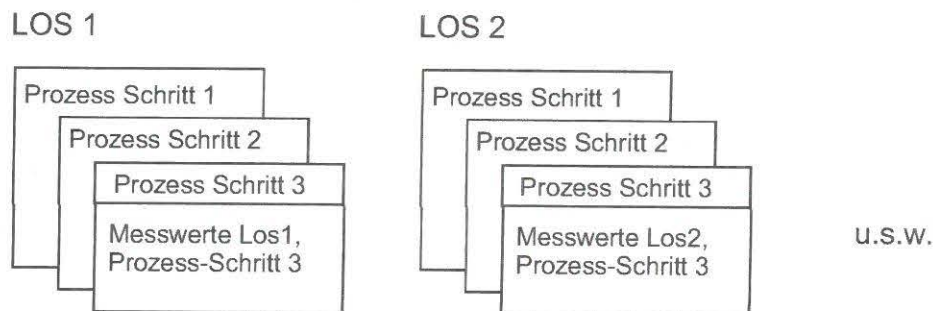 LOS 1
Prozess Schritt 1
Prozess Schritt 2
Prozess Schritt 3
Messwerte Los1,
Prozess-Schritt 3
LOS 2
Prozess Schritt 1
Prozess Schritt 2
Prozess Schritt 3
Messwerte Los2,
Prozess-Schritt 3
u.s.w.